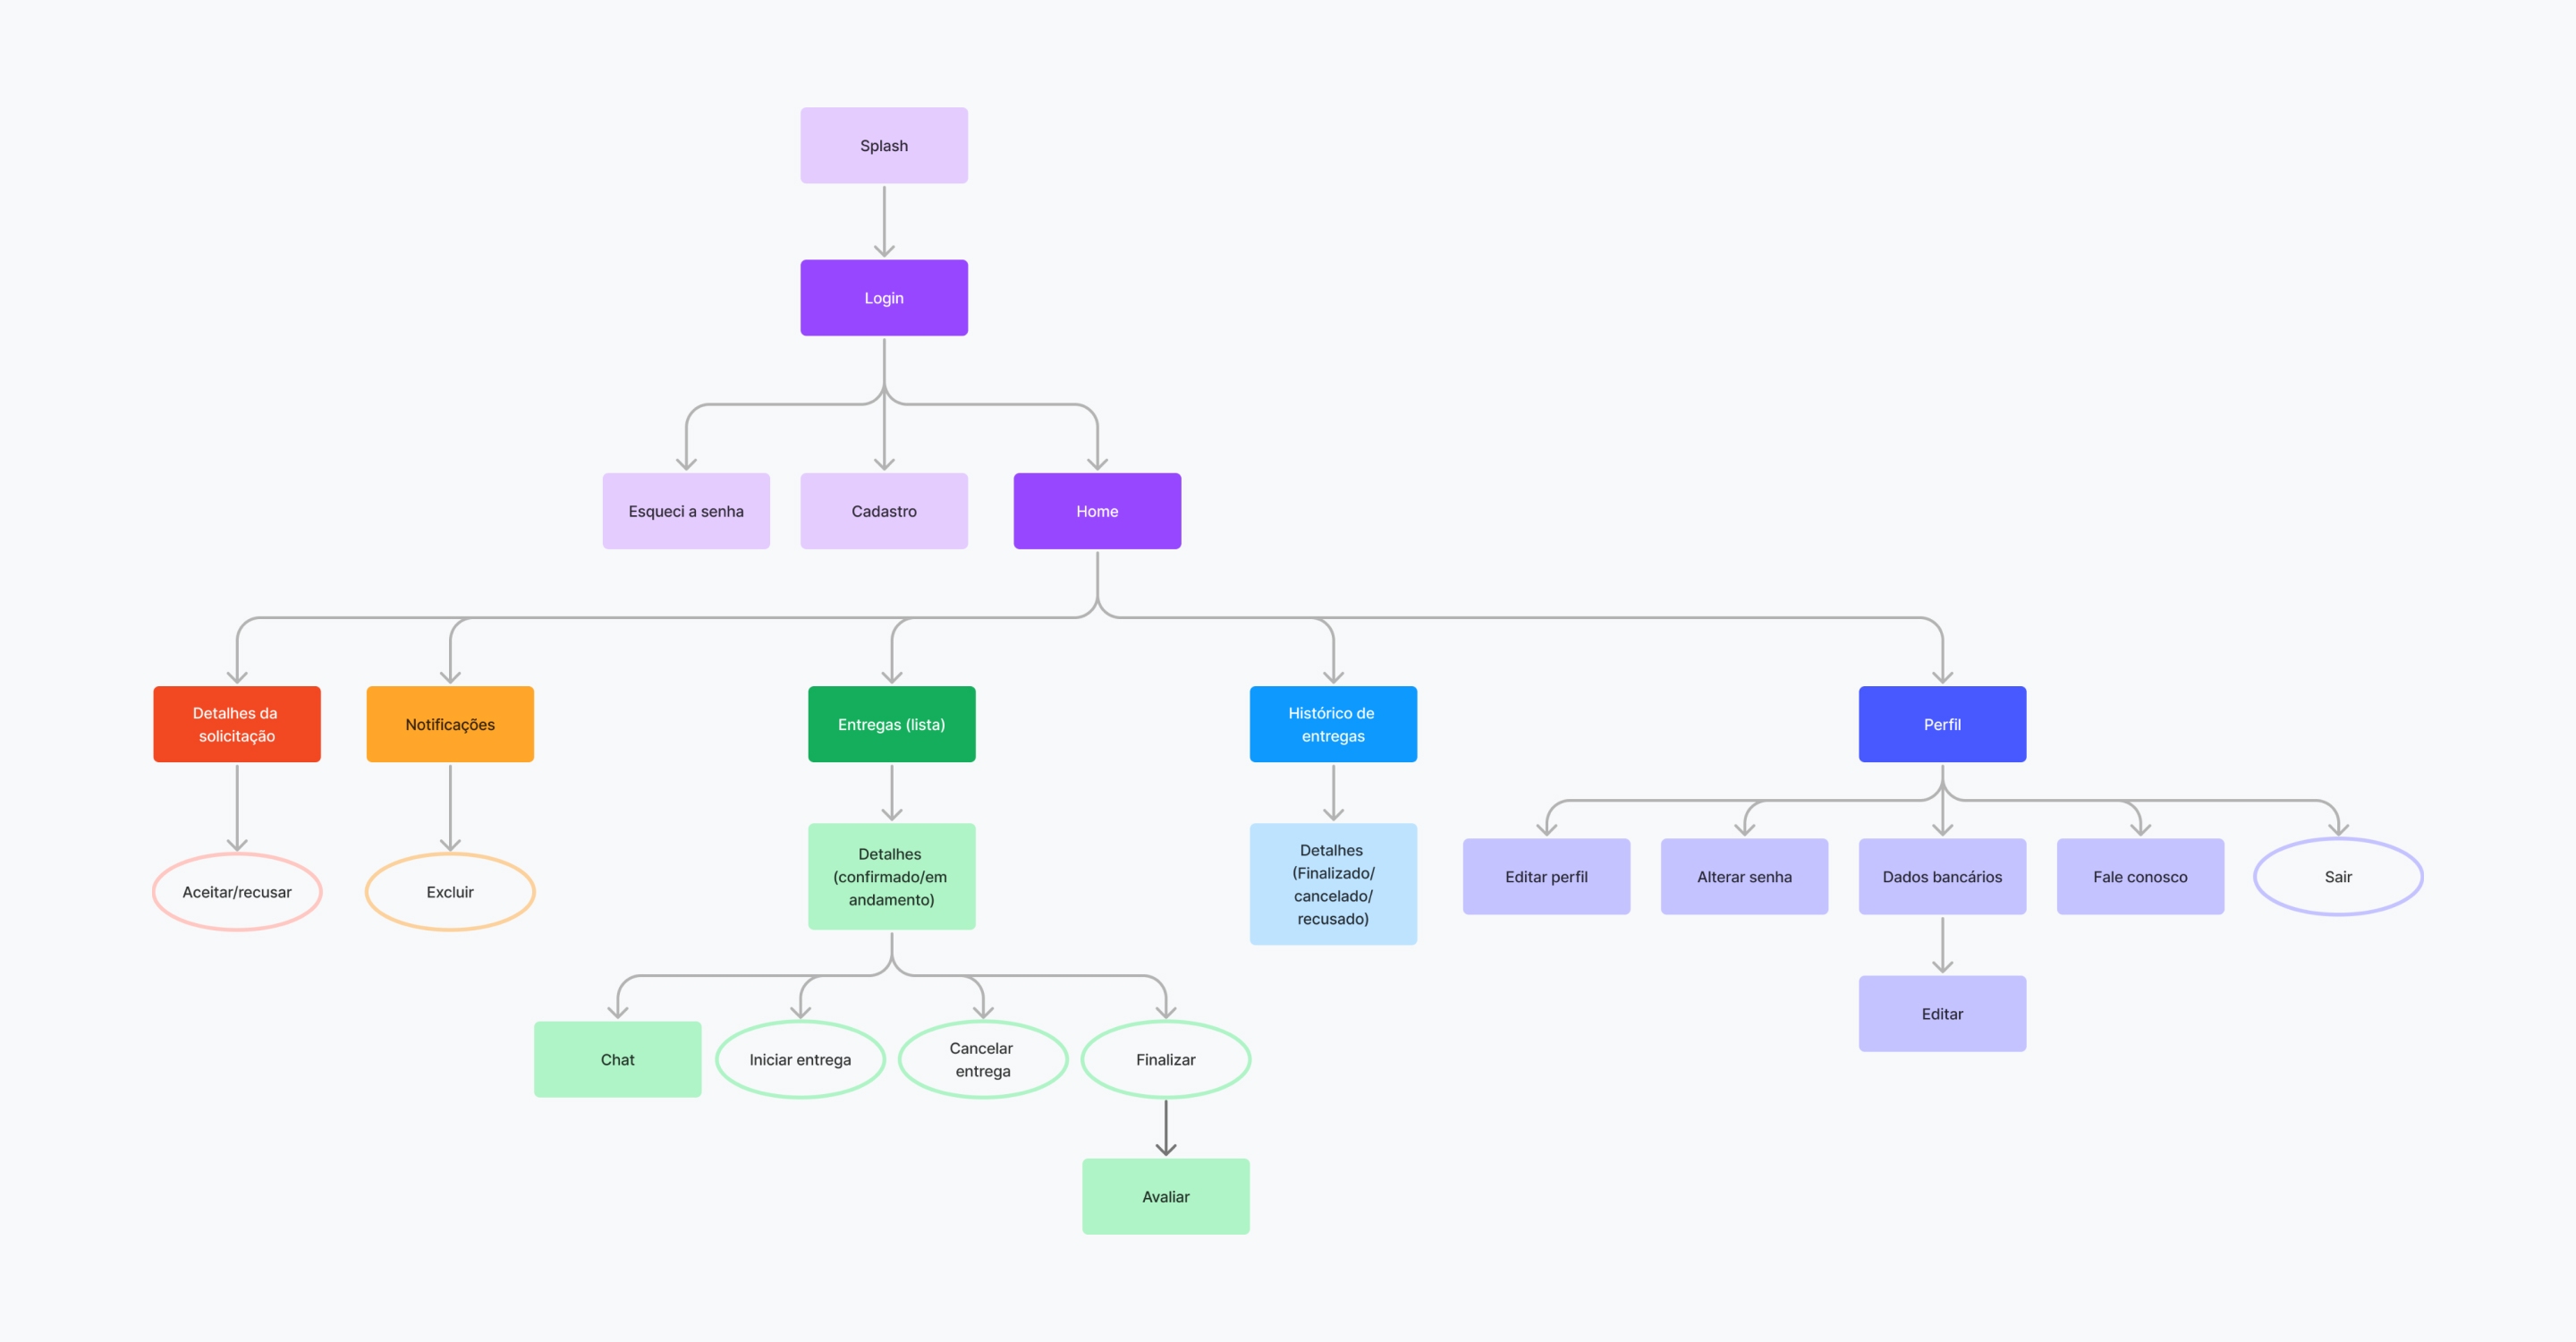 Splash
Login
Esqueci a senha
Cadastro
Home
Detalhes da
solicitação
Notificações
Entregas (lista)
Histórico de
entregas
Perfil
Aceitar/recusar
Excluir
Detalhes
(confirmado/em
andamento)
Detalhes
(Finalizado/
cancelado/
recusado)
Editar perfil
Alterar senha
Dados bancários
Fale conosco
Sair
Chat
Iniciar entrega
Cancelar
entrega
Finalizar
Editar
Avaliar